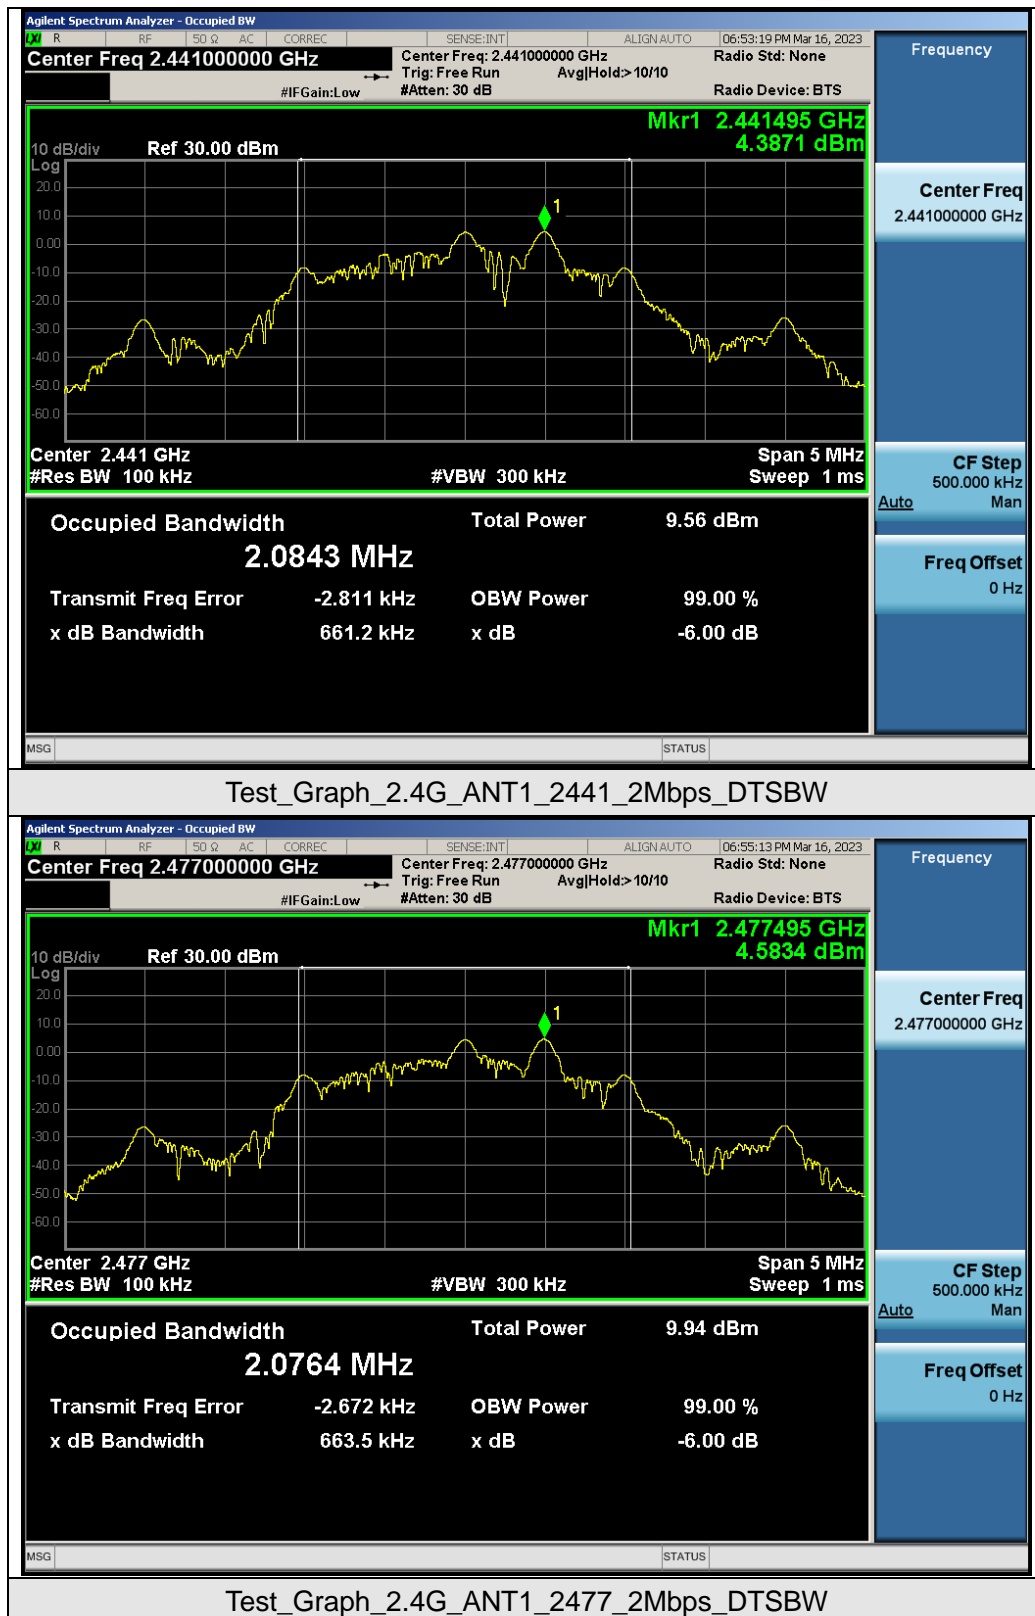 Agilent Spectrum Analyzer - Occupied BW
LXI R RF 50 Ω AC CORREC SENSE:INT ALIGN AUTO 06:53:19 PM Mar 16, 2023
Center Freq 2.441000000 GHz
Center Freq: 2.441000000 GHz Radio Std: None
Trig: Free Run Avg|Hold:>10/10
#IFGain:Low #Atten: 30 dB Radio Device: BTS
Frequency
Mkr1 2.441495 GHz
4.3871 dBm
10 dB/div Ref 30.00 dBm
Log
20.0
10.0
0.00
-10.0
-20.0
-30.0
-40.0
-50.0
-60.0
1
Center 2.441 GHz Span 5 MHz
#Res BW 100 kHz #VBW 300 kHz Sweep 1 ms
Center Freq
2.441000000 GHz
CF Step
500.000 kHz
Auto Man
Freq Offset
0 Hz
Occupied Bandwidth Total Power 9.56 dBm
2.0843 MHz
Transmit Freq Error -2.811 kHz OBW Power 99.00 %
x dB Bandwidth 661.2 kHz x dB -6.00 dB
MSG STATUS
Test_Graph_2.4G_ANT1_2441_2Mbps_DTSBW
Agilent Spectrum Analyzer - Occupied BW
LXI R RF 50 Ω AC CORREC SENSE:INT ALIGN AUTO 06:55:13 PM Mar 16, 2023
Center Freq 2.477000000 GHz
Center Freq: 2.477000000 GHz Radio Std: None
Trig: Free Run Avg|Hold:>10/10
#IFGain:Low #Atten: 30 dB Radio Device: BTS
Frequency
Mkr1 2.477495 GHz
4.5834 dBm
10 dB/div Ref 30.00 dBm
Log
20.0
10.0
0.00
-10.0
-20.0
-30.0
-40.0
-50.0
-60.0
1
Center 2.477 GHz Span 5 MHz
#Res BW 100 kHz #VBW 300 kHz Sweep 1 ms
Center Freq
2.477000000 GHz
CF Step
500.000 kHz
Auto Man
Freq Offset
0 Hz
Occupied Bandwidth Total Power 9.94 dBm
2.0764 MHz
Transmit Freq Error -2.672 kHz OBW Power 99.00 %
x dB Bandwidth 663.5 kHz x dB -6.00 dB
MSG STATUS
Test_Graph_2.4G_ANT1_2477_2Mbps_DTSBW